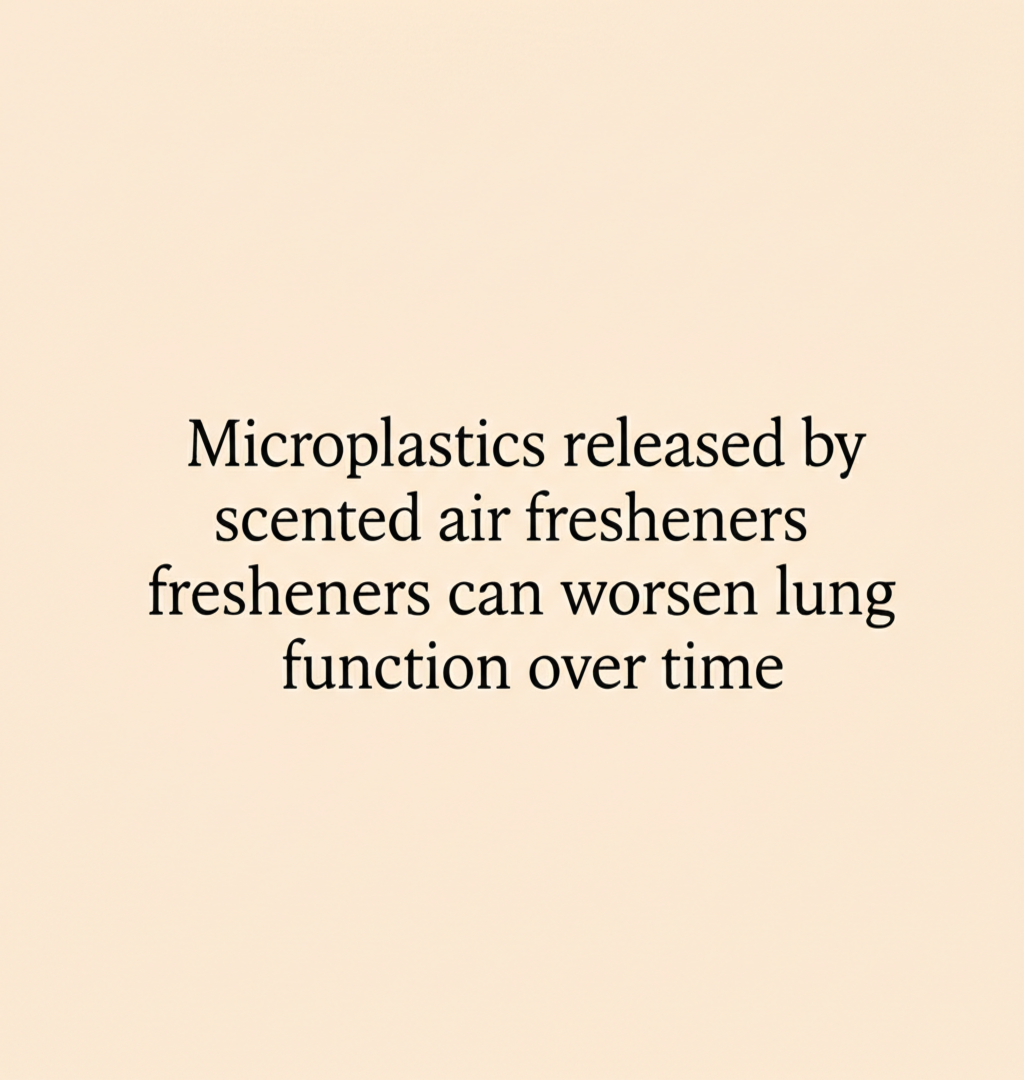 Microplastics released by
scented air fresheners
fresheners can worsen lung
function over time